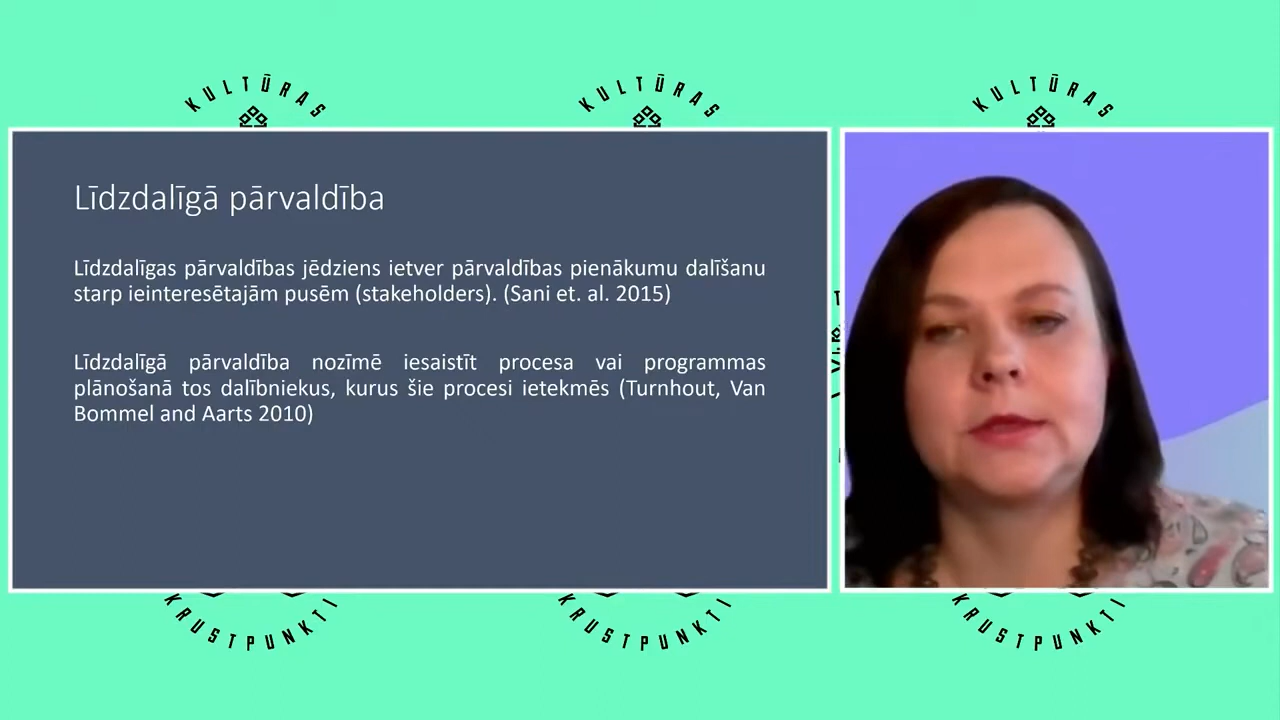 KULTŪRAS
KULTŪRAS
KULTŪRAS
Līdzdalīgā pārvaldība
Līdzdalīgas pārvaldības jēdziens ietver pārvaldības pienākumu dalīšanu
starp ieinteresētajām pusēm (stakeholders). (Sani et. al. 2015)
Līdzdalīgā pārvaldība nozīmē iesaistīt procesa vai programmas
plānošanā tos dalībniekus, kurus šie procesi ietekmēs (Turnhout, Van
Bommel and Aarts 2010)
KRUSTPUNKTI
KRUSTPUNKTI
KRUSTPUNKTI